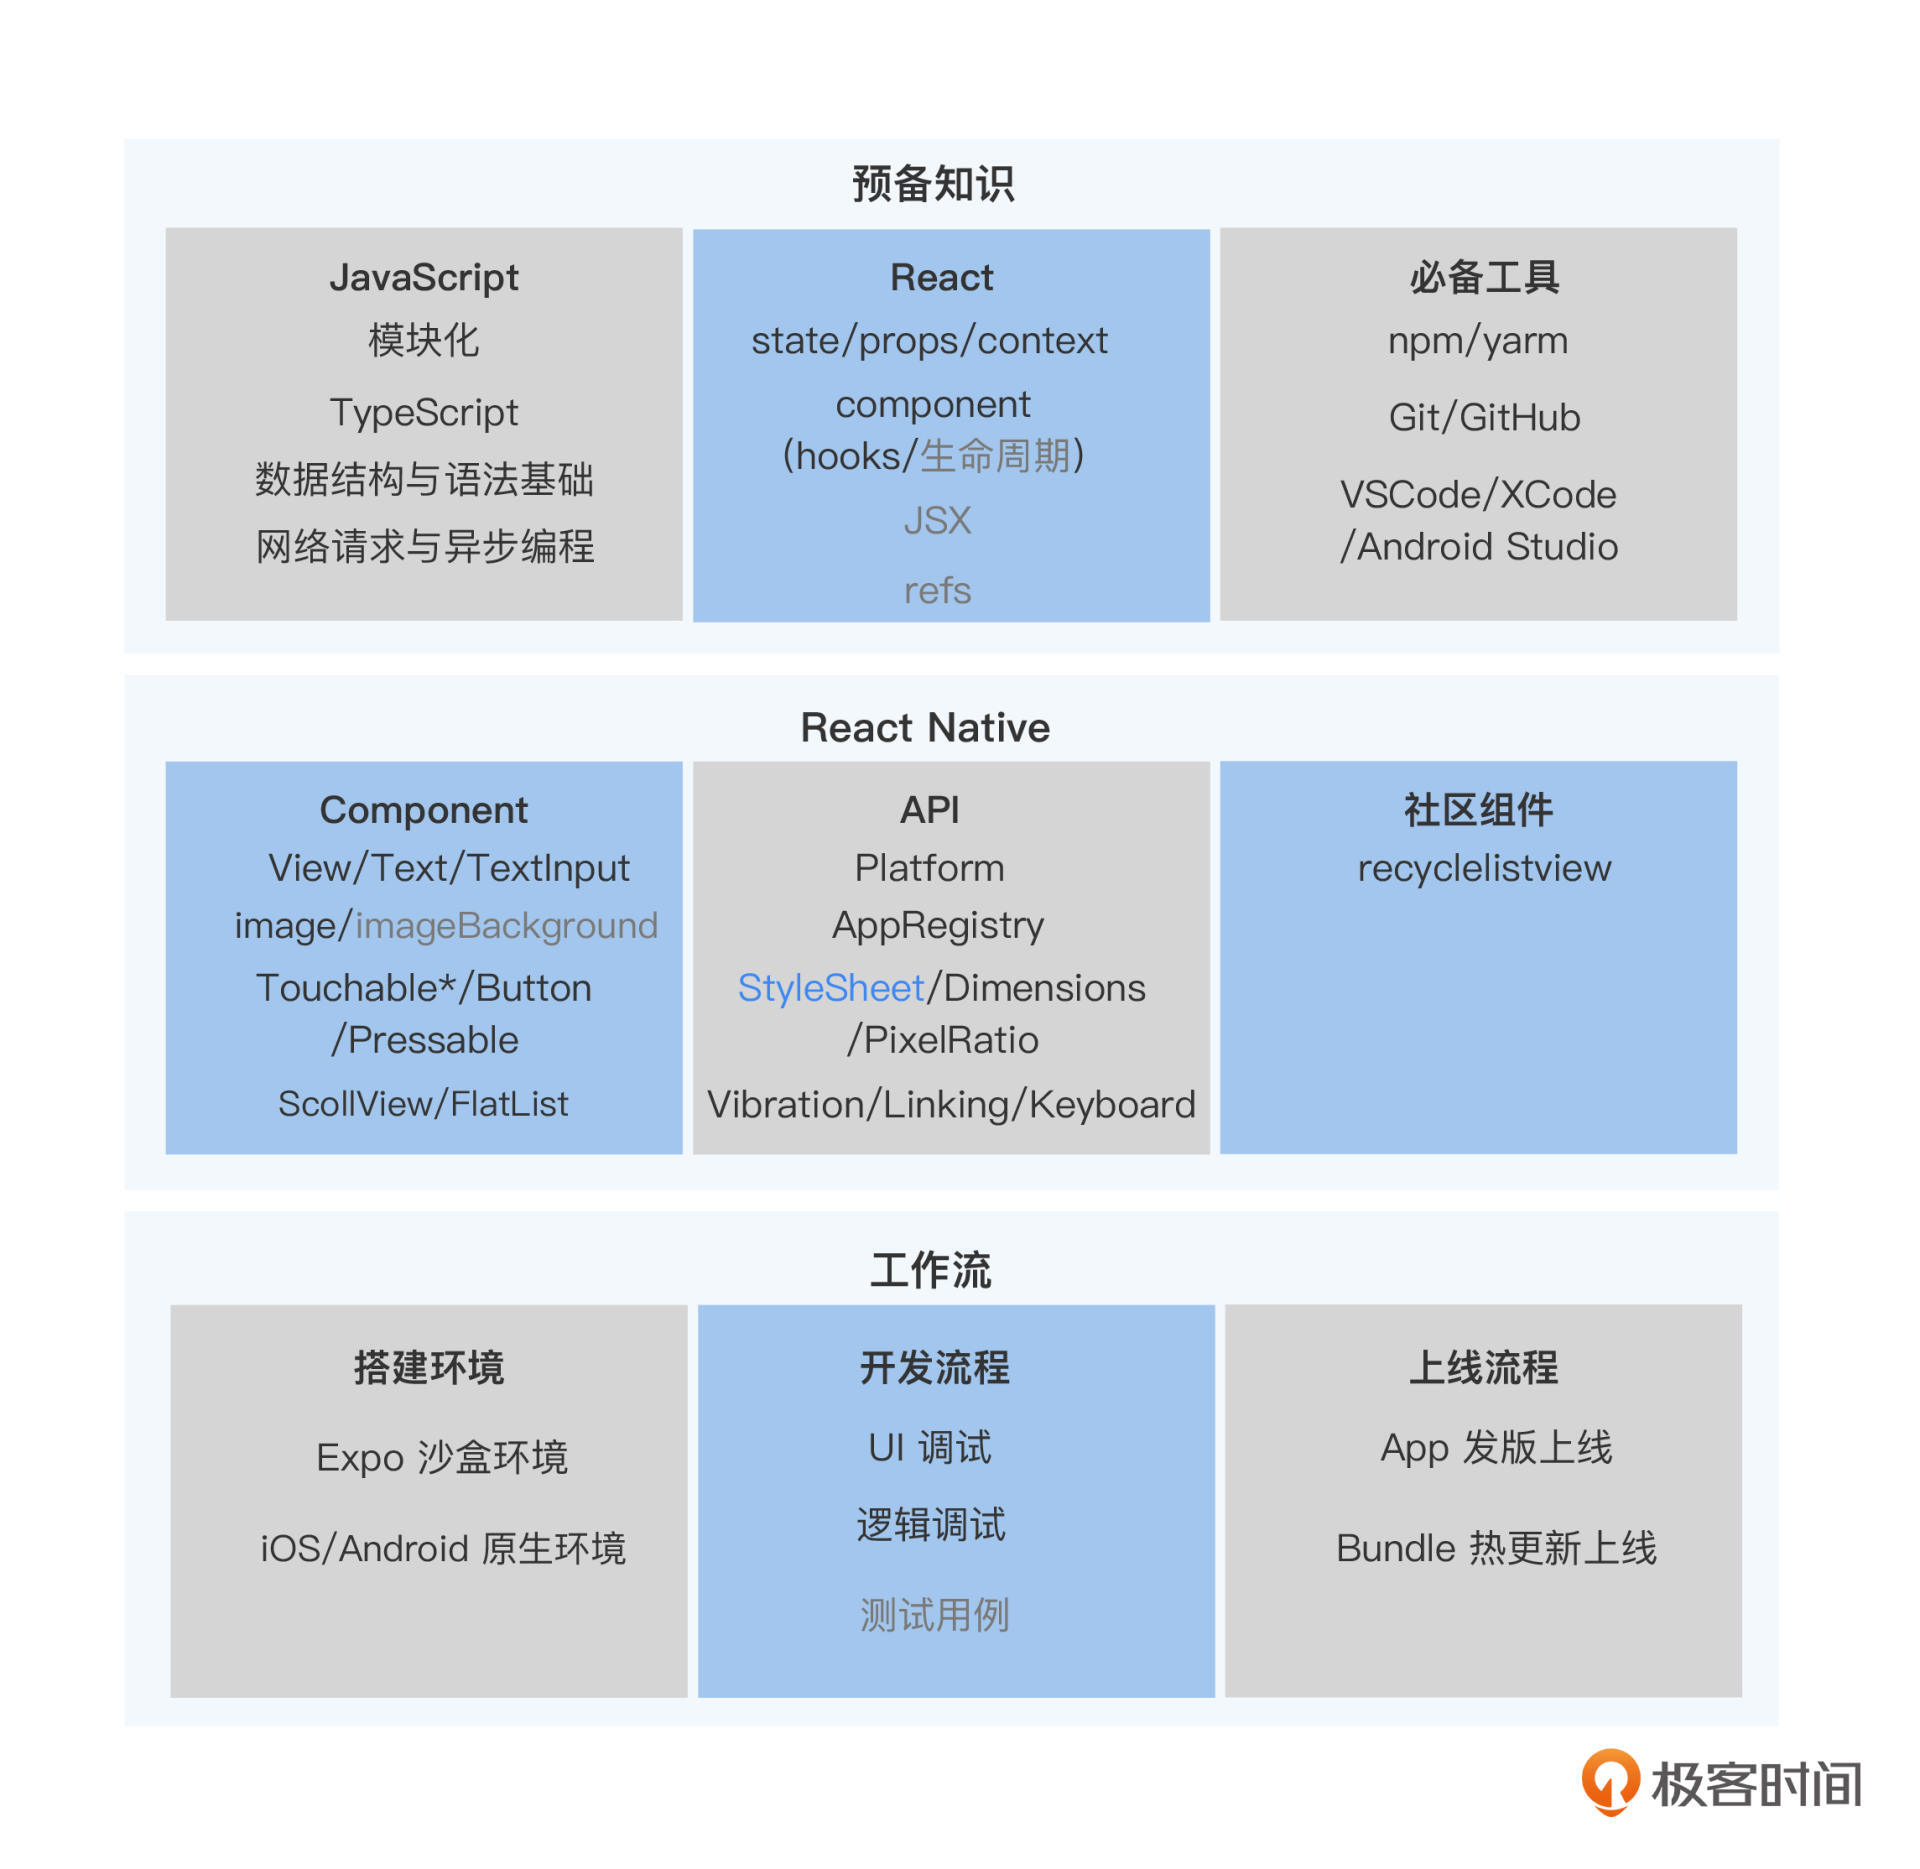 预备知识
JavaScript
模块化
TypeScript
数据结构与语法基础
网络请求与异步编程
React
state/props/context
component
(hooks/生命周期)
JSX
refs
必备工具
npm/yarm
Git/GitHub
VSCode/XCode
/Android Studio
React Native
Component
View/Text/TextInput
image/imageBackground
Touchable*/Button
/Pressable
ScollView/FlatList
API
Platform
AppRegistry
StyleSheet/Dimensions
/PixelRatio
Vibration/Linking/Keyboard
社区组件
recyclelistview
工作流
搭建环境
Expo 沙盒环境
iOS/Android 原生环境
开发流程
UI 调试
逻辑调试
测试用例
上线流程
App 发版上线
Bundle 热更新上线
极客时间